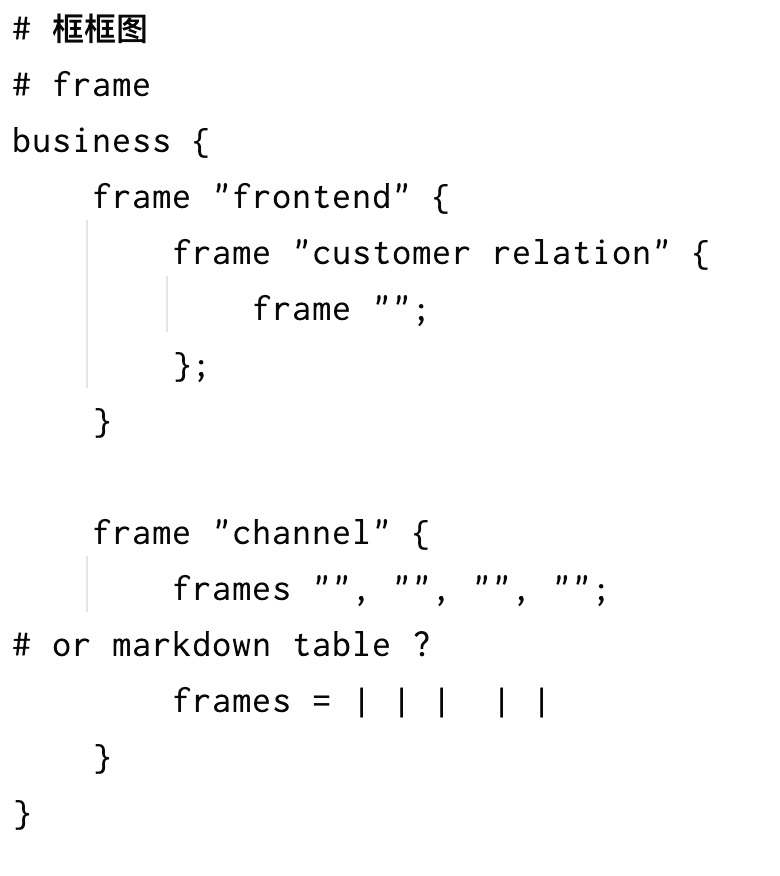 # 框框图
# frame
business {
    frame "frontend" {
        frame "customer relation" {
            frame "";
        };
    }

    frame "channel" {
        frames "", "", "", "";
# or markdown table ?
        frames = | | |  | |
    }
}